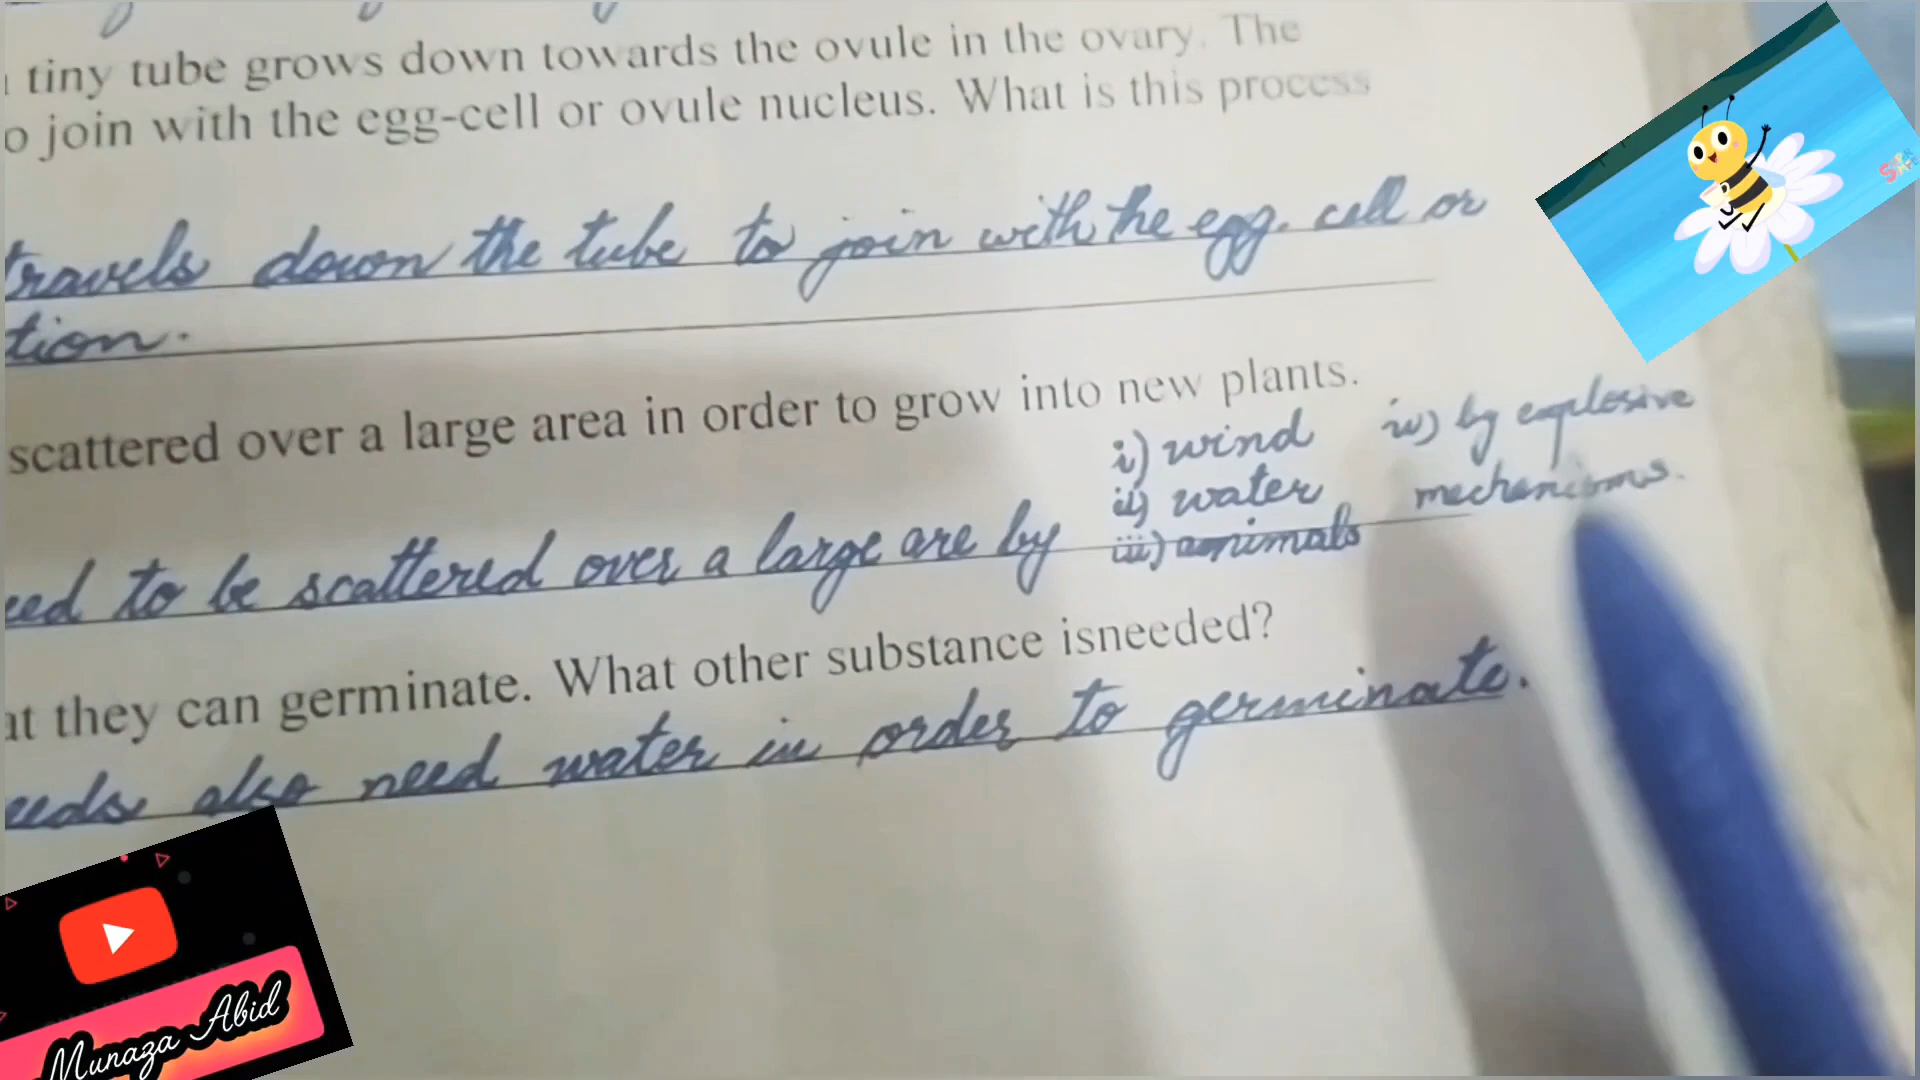 tiny tube grows down towards the ovule in the ovary. The
o join with the egg-cell or ovule nucleus. What is this process
travels down the tube to join with the egg. cell or
tion.
scattered over a large area in order to grow into new plants.
i) wind iv) by explosive
ii) water mechanisms.
iii) animals
eed to be scattered over a large are by
at they can germinate. What other substance isneeded?
eeds also need water in order to germinate.
Munaza Abid